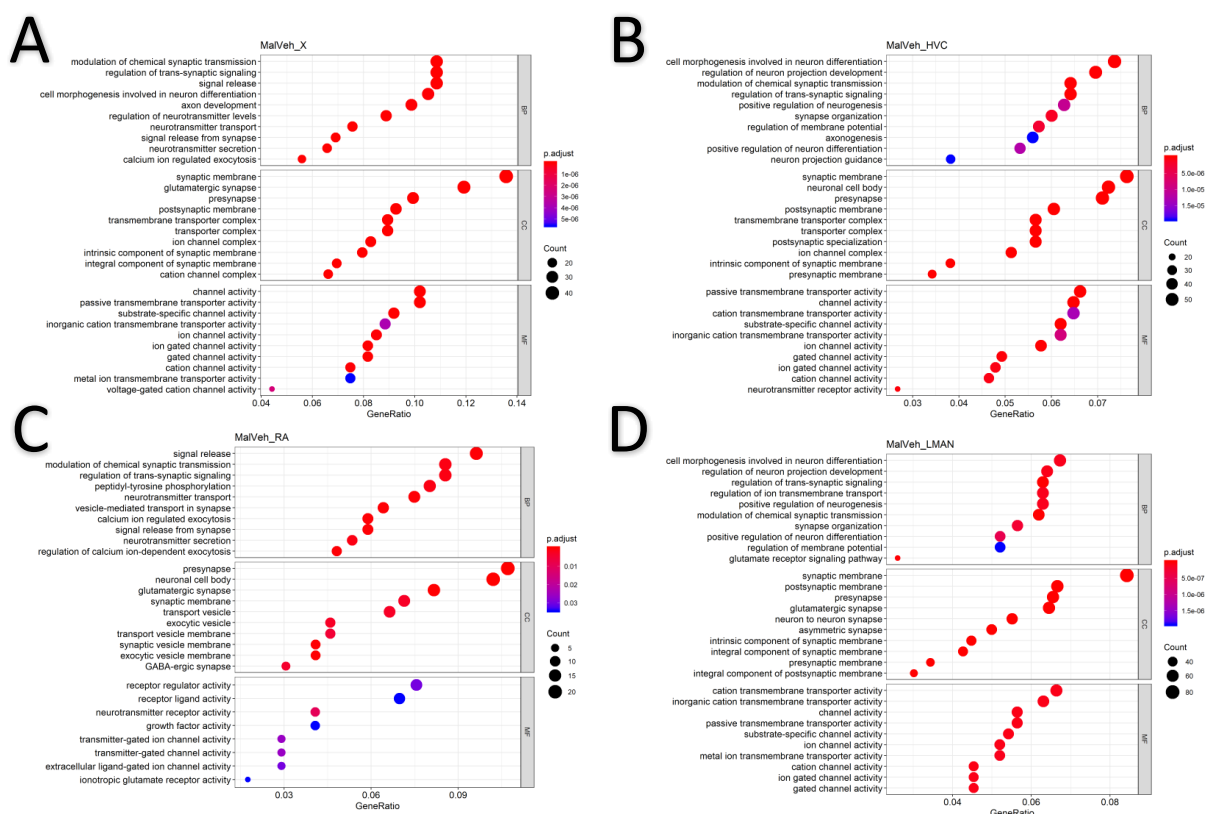 A
MalVeh_X
modulation of chemical synaptic transmission
regulation of trans-synaptic signaling
signal release
cell morphogenesis involved in neuron differentiation
axon development
regulation of neurotransmitter levels
neurotransmitter transport
signal release from synapse
neurotransmitter secretion
calcium ion regulated exocytosis
BP
synaptic membrane
glutamatergic synapse
presynapse
postsynaptic membrane
transmembrane transporter complex
transporter complex
ion channel complex
intrinsic component of synaptic membrane
integral component of synaptic membrane
cation channel complex
CC
channel activity
passive transmembrane transporter activity
substrate-specific channel activity
inorganic cation transmembrane transporter activity
ion channel activity
ion gated channel activity
gated channel activity
cation channel activity
metal ion transmembrane transporter activity
voltage-gated cation channel activity
MF
0.04 0.06 0.08 0.10 0.12 0.14
GeneRatio
p.adjust
1e-06
2e-06
3e-06
4e-06
5e-06
Count
20
30
40
B
MalVeh_HVC
cell morphogenesis involved in neuron differentiation
regulation of neuron projection development
modulation of chemical synaptic transmission
regulation of trans-synaptic signaling
positive regulation of neurogenesis
synapse organization
regulation of membrane potential
axonogenesis
positive regulation of neuron differentiation
neuron projection guidance
BP
synaptic membrane
neuronal cell body
presynapse
postsynaptic membrane
transmembrane transporter complex
transporter complex
postsynaptic specialization
ion channel complex
intrinsic component of synaptic membrane
presynaptic membrane
CC
passive transmembrane transporter activity
channel activity
cation transmembrane transporter activity
substrate-specific channel activity
inorganic cation transmembrane transporter activity
ion channel activity
gated channel activity
ion gated channel activity
cation channel activity
neurotransmitter receptor activity
MF
0.03 0.04 0.05 0.06 0.07
GeneRatio
p.adjust
5.0e-06
1.0e-05
1.5e-05
Count
20
30
40
50
C
MalVeh_RA
signal release
modulation of chemical synaptic transmission
regulation of trans-synaptic signaling
peptidyl-tyrosine phosphorylation
neurotransmitter transport
vesicle-mediated transport in synapse
calcium ion regulated exocytosis
signal release from synapse
neurotransmitter secretion
regulation of calcium ion-dependent exocytosis
BP
presynapse
neuronal cell body
glutamatergic synapse
synaptic membrane
transport vesicle
exocytic vesicle
transport vesicle membrane
synaptic vesicle membrane
exocytic vesicle membrane
GABA-ergic synapse
CC
receptor regulator activity
receptor ligand activity
neurotransmitter receptor activity
growth factor activity
transmitter-gated ion channel activity
transmitter-gated channel activity
extracellular ligand-gated ion channel activity
ionotropic glutamate receptor activity
MF
0.03 0.06 0.09
GeneRatio
p.adjust
0.01
0.02
0.03
Count
5
10
15
20
D
MalVeh_LMAN
cell morphogenesis involved in neuron differentiation
regulation of neuron projection development
regulation of trans-synaptic signaling
regulation of ion transmembrane transport
positive regulation of neurogenesis
modulation of chemical synaptic transmission
synapse organization
positive regulation of neuron differentiation
regulation of membrane potential
glutamate receptor signaling pathway
BP
synaptic membrane
postsynaptic membrane
presynapse
glutamatergic synapse
neuron to neuron synapse
asymmetric synapse
intrinsic component of synaptic membrane
integral component of synaptic membrane
presynaptic membrane
integral component of postsynaptic membrane
CC
cation transmembrane transporter activity
inorganic cation transmembrane transporter activity
channel activity
passive transmembrane transporter activity
substrate-specific channel activity
ion channel activity
metal ion transmembrane transporter activity
cation channel activity
ion gated channel activity
gated channel activity
MF
0.04 0.06 0.08
GeneRatio
p.adjust
5.0e-07
1.0e-06
1.5e-06
Count
40
60
80